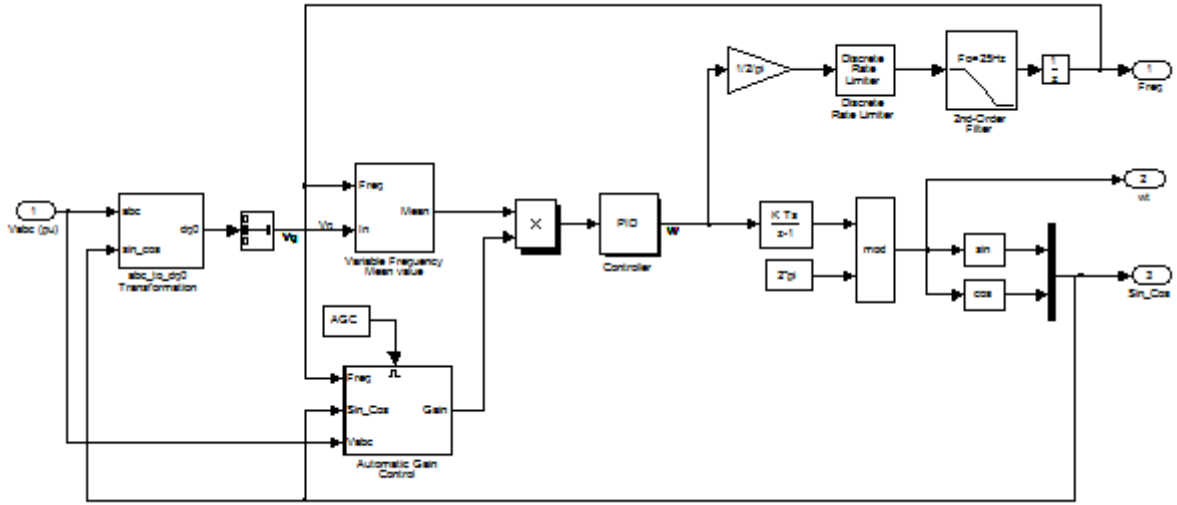 1
Vabc (pu)
abc
dq0
sin_cos
abc_to_dq0
Transformation
Vq
Vq
Freq
Mean
In
Variable Frequency
Mean value
AGC
Freq
Sin_Cos
Gain
Vabc
Automatic Gain
Control
X
PID
Controller
W
1/2/pi
Discrete
Rate
Limiter
Discrete
Rate Limiter
Fo=25Hz
2nd-Order
Filter
1
z
1
Freq
K Ts
z-1
2*pi
mod
sin
cos
2
wt
3
Sin_Cos